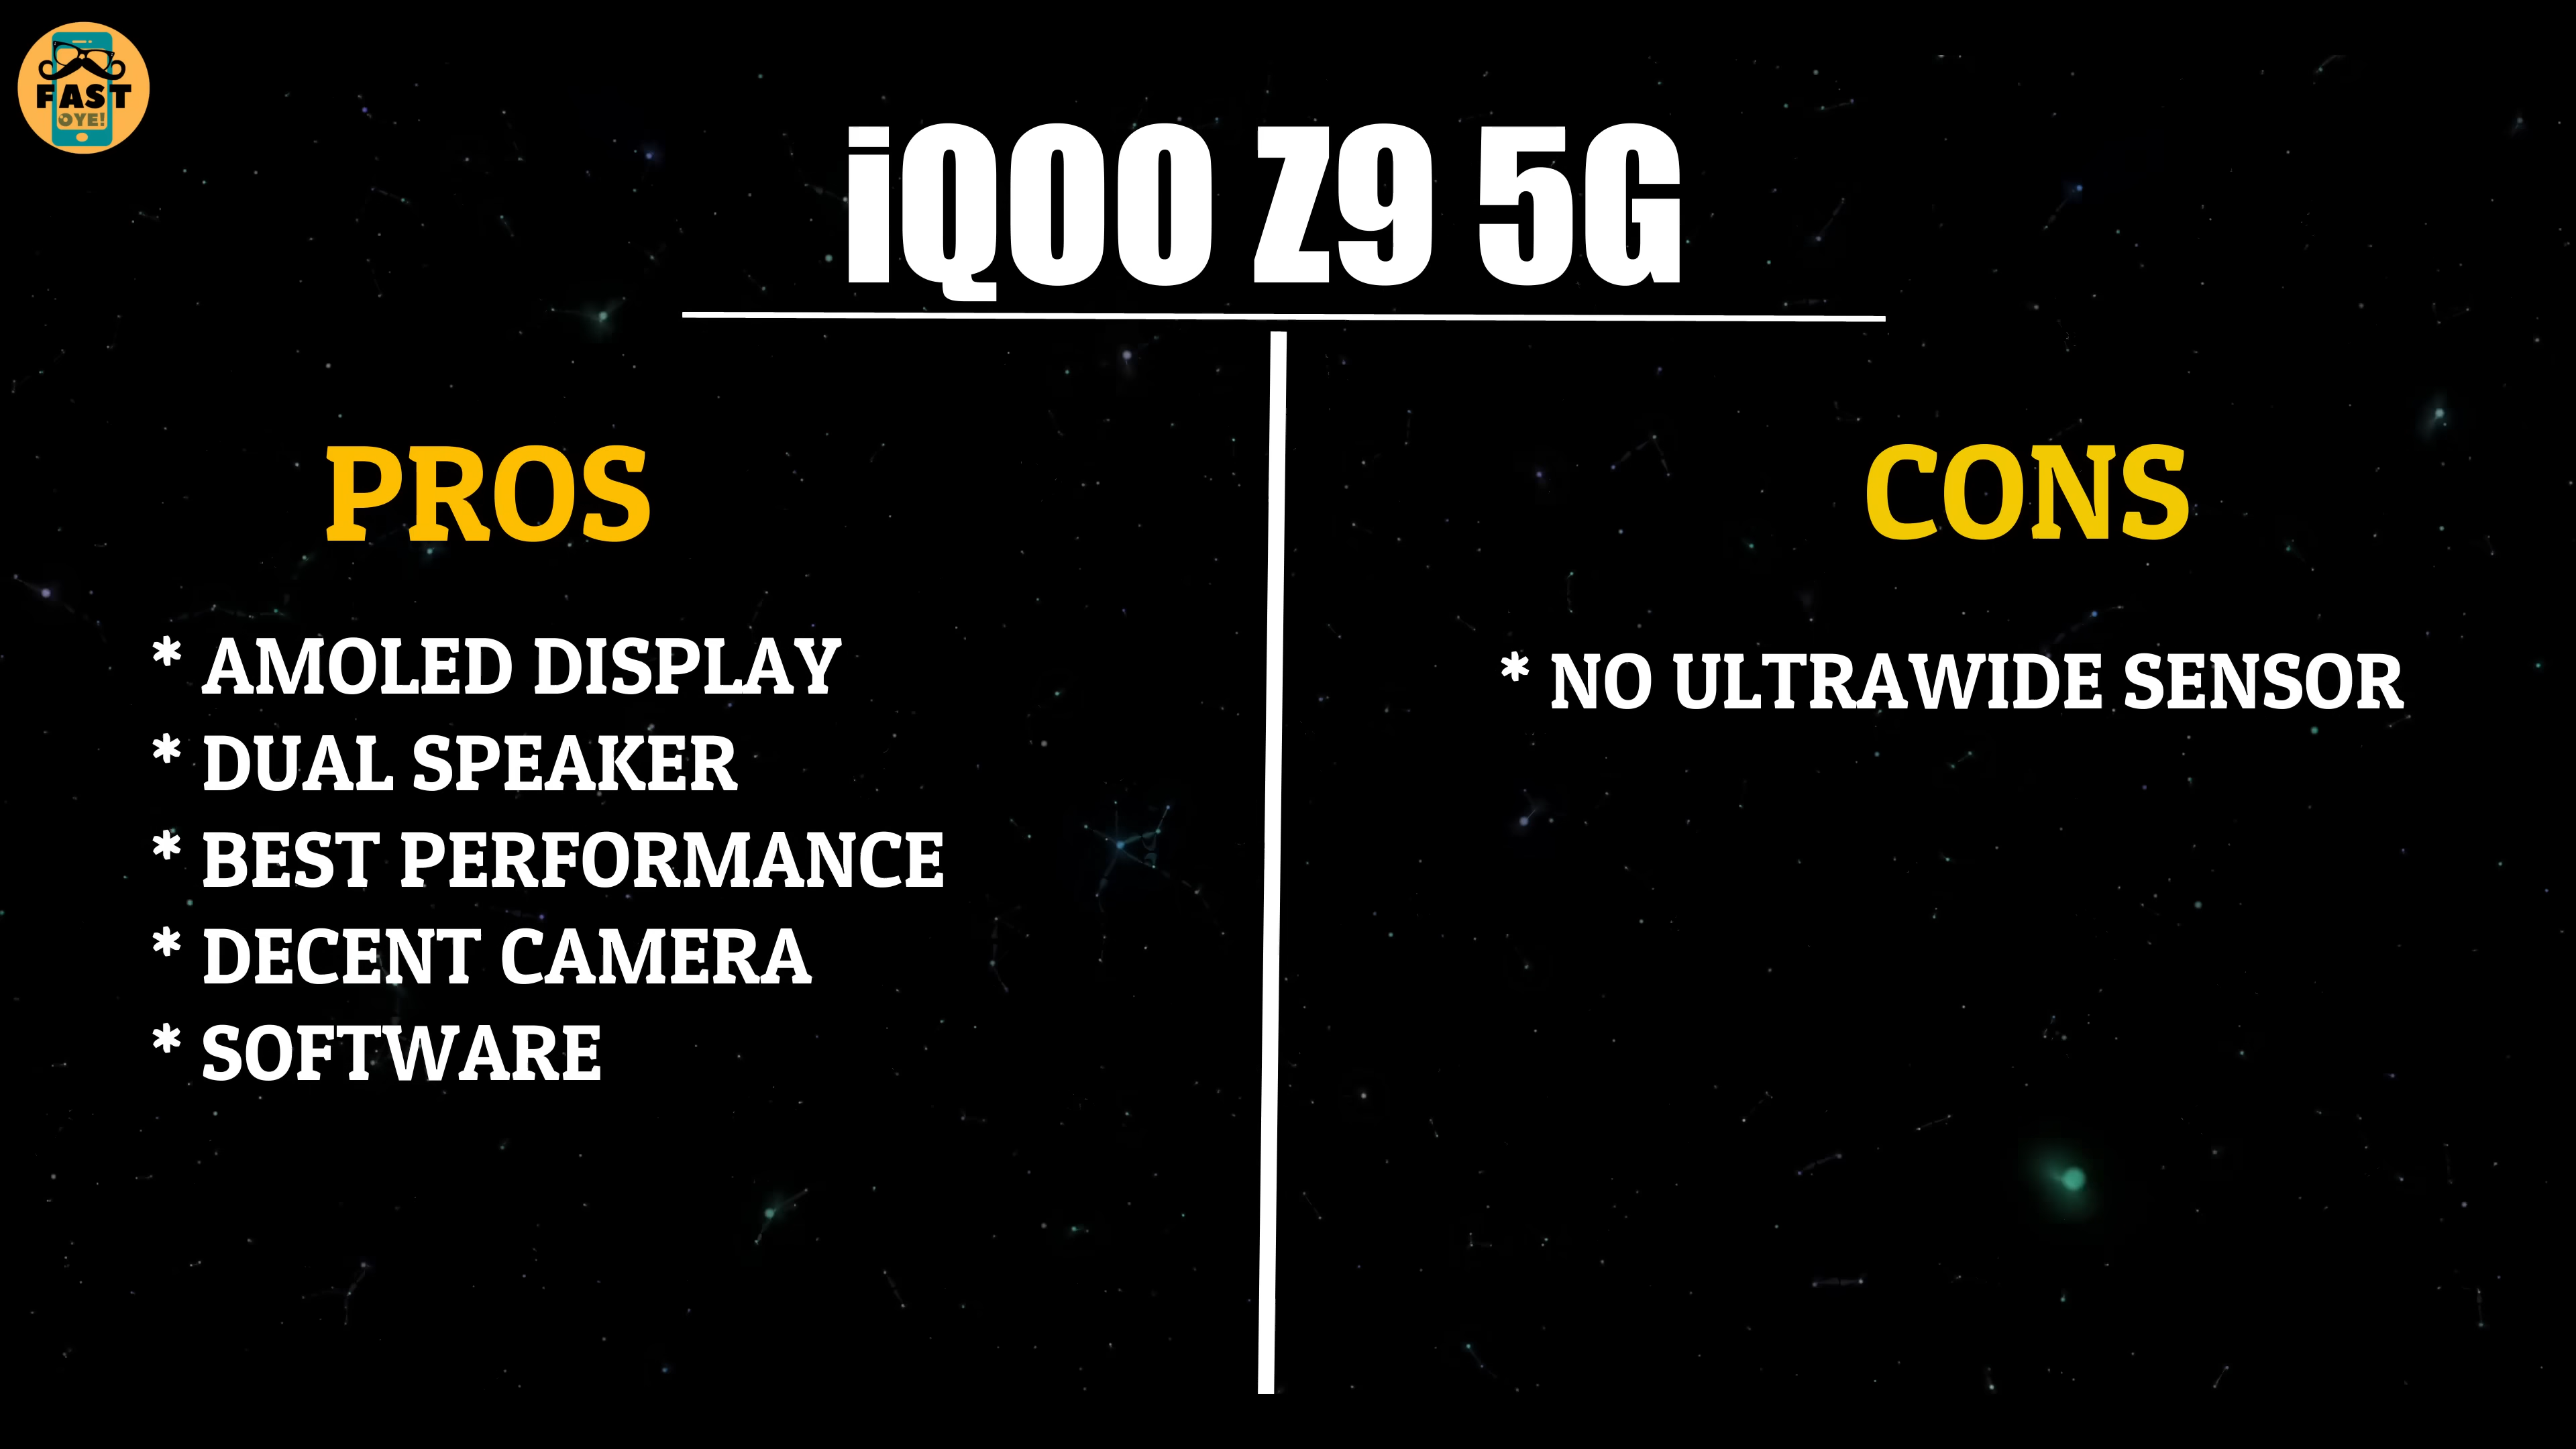 FAST
OYE!
iQOO Z9 5G
PROS
* AMOLED DISPLAY
* DUAL SPEAKER
* BEST PERFORMANCE
* DECENT CAMERA
* SOFTWARE
CONS
* NO ULTRAWIDE SENSOR